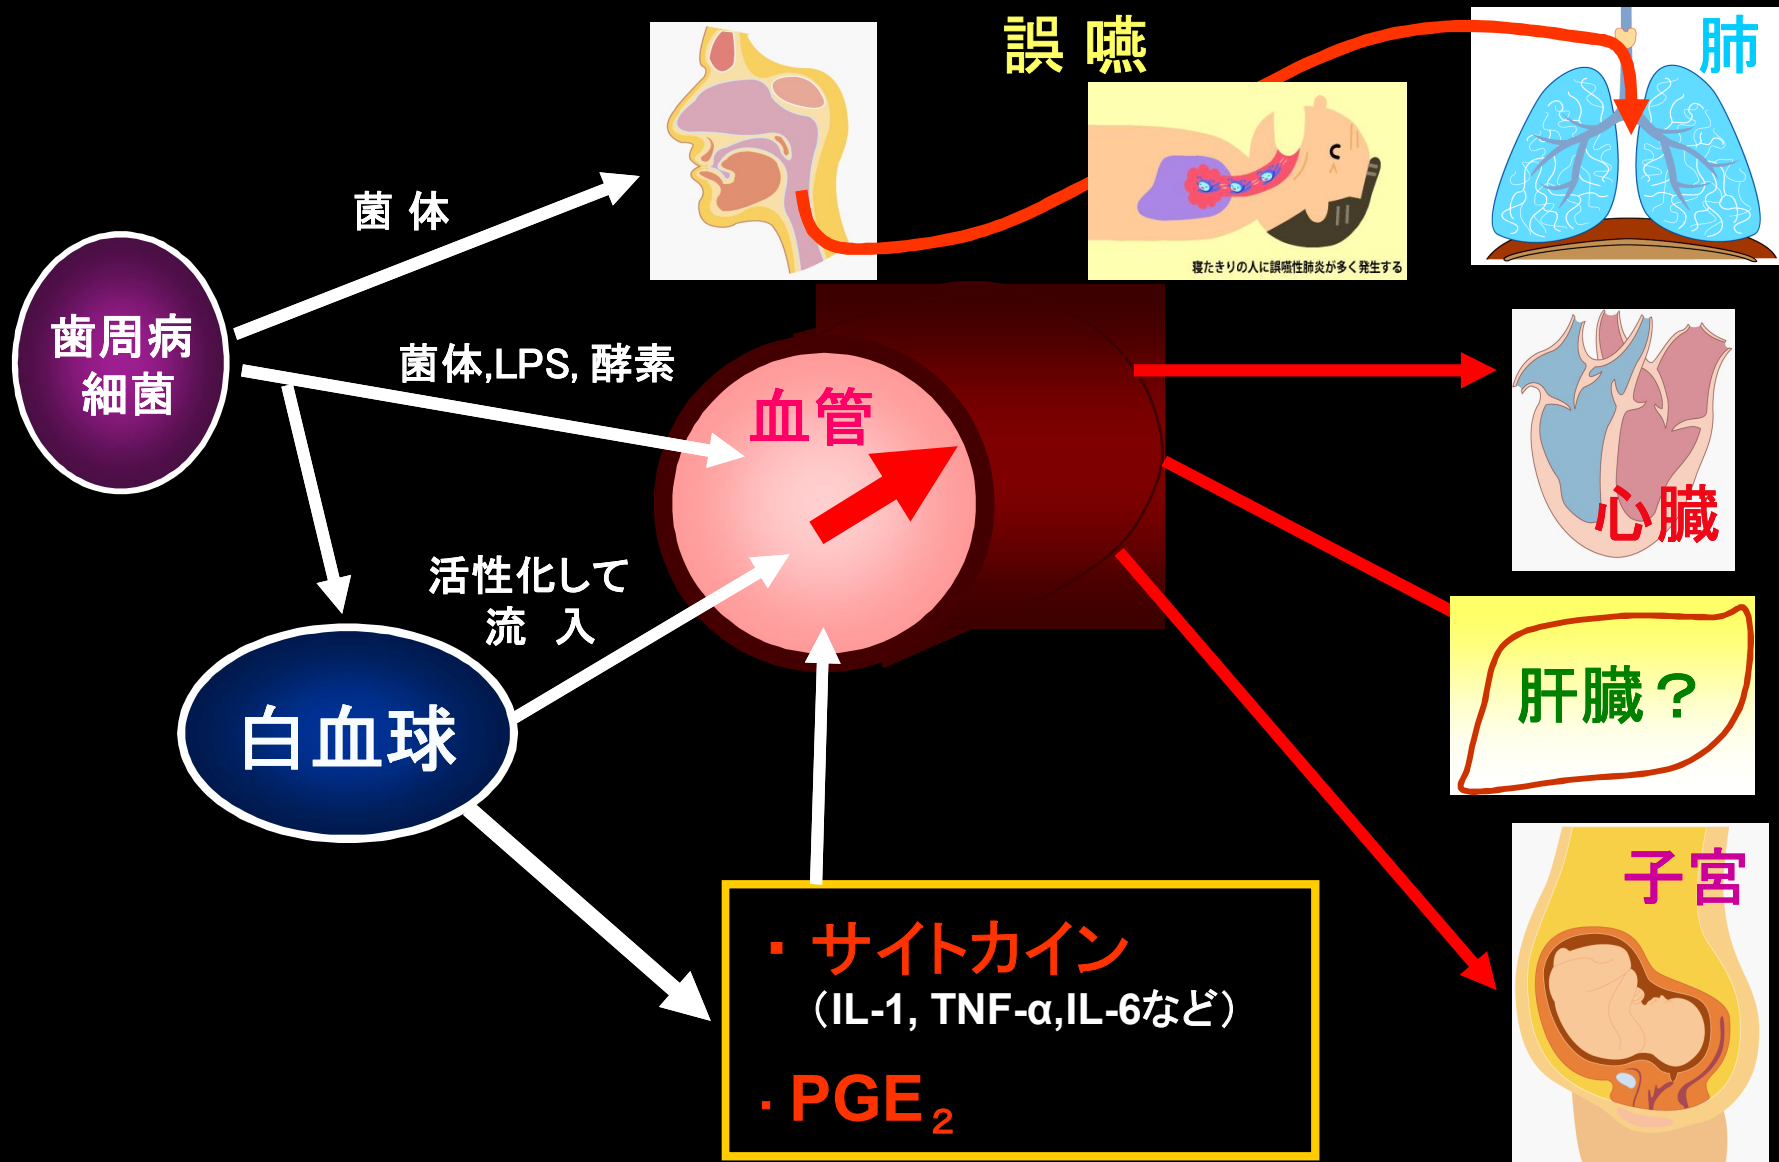 誤 嚥
肺
菌 体
寝たきりの人に誤嚥性肺炎が多く発生する
歯周病
細菌
菌体,LPS, 酵素
血管
心臓
活性化して
流 入
肝臓？
白血球
子宮
・ サイトカイン
（IL-1, TNF-α,IL-6など）
・ PGE₂